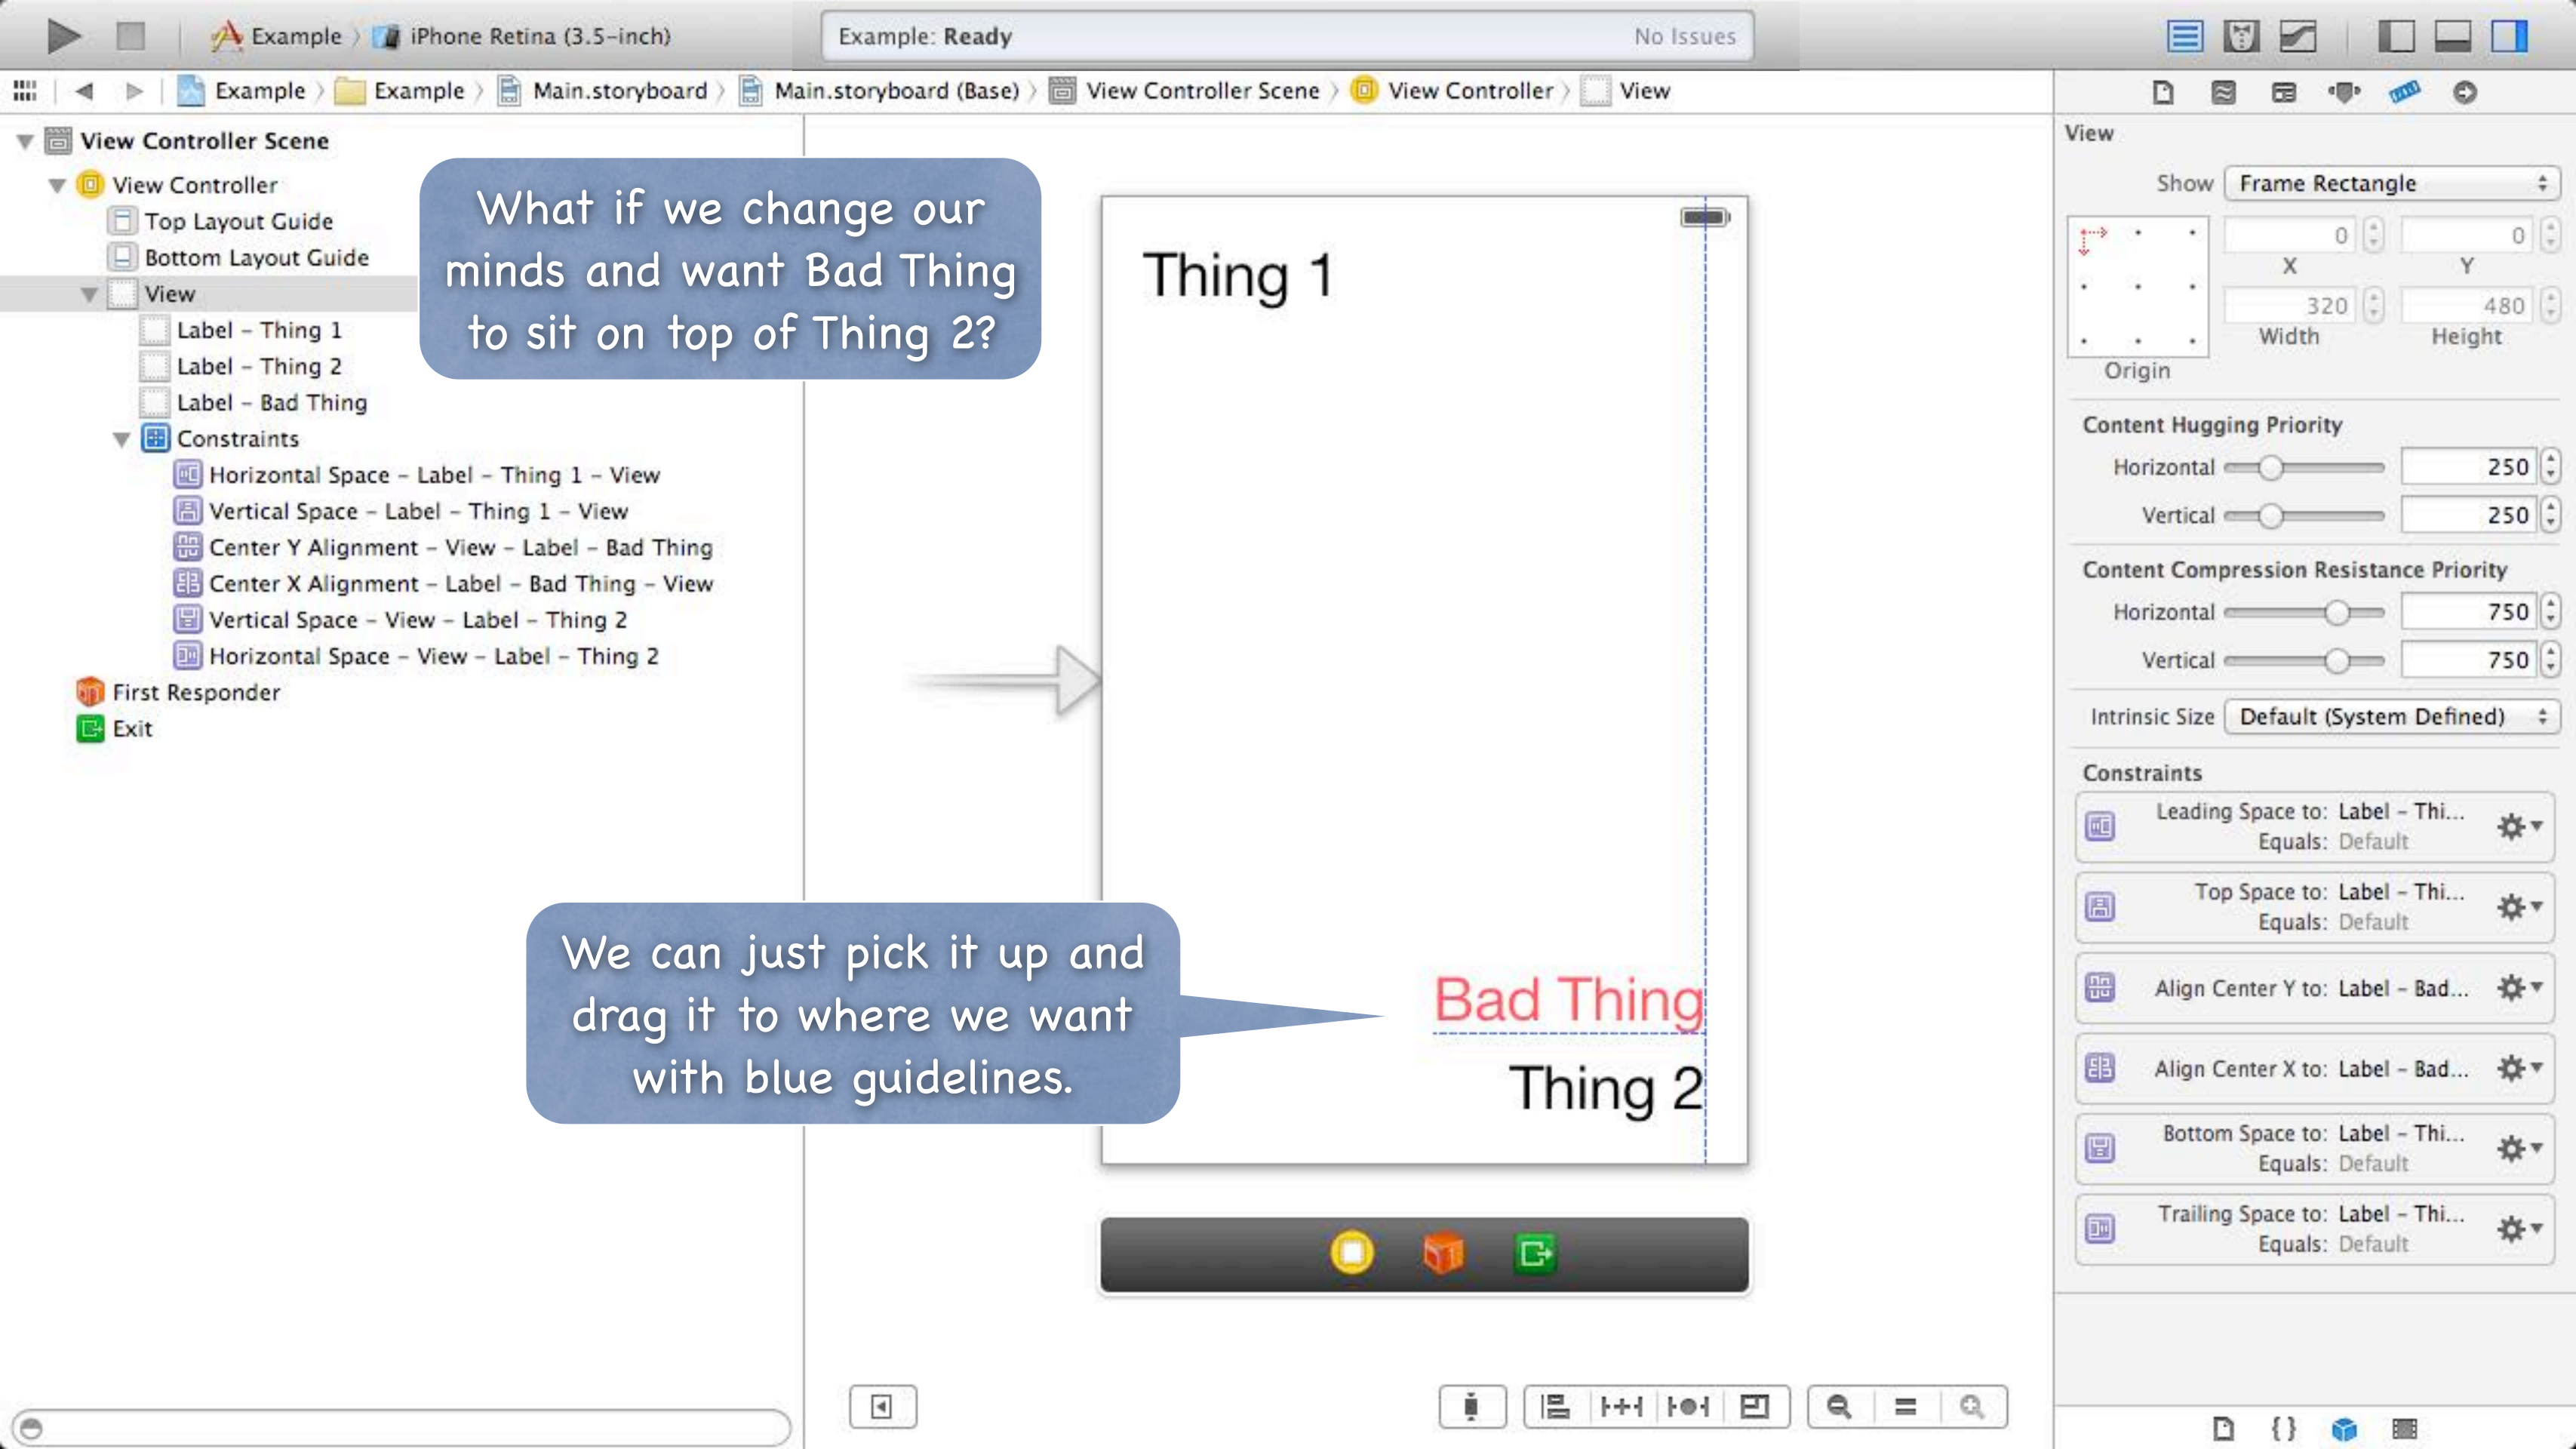 Example iPhone Retina (3.5-inch)
Example: Ready No Issues
Example Example Main.storyboard Main.storyboard (Base) View Controller Scene View Controller View
View Controller Scene
View Controller
Top Layout Guide
Bottom Layout Guide
View
Label – Thing 1
Label – Thing 2
Label – Bad Thing
Constraints
Horizontal Space – Label – Thing 1 – View
Vertical Space – Label – Thing 1 – View
Center Y Alignment – View – Label – Bad Thing
Center X Alignment – Label – Bad Thing – View
Vertical Space – View – Label – Thing 2
Horizontal Space – View – Label – Thing 2
First Responder
Exit
What if we change our
minds and want Bad Thing
to sit on top of Thing 2?
Thing 1
We can just pick it up and
drag it to where we want
with blue guidelines.
Bad Thing
Thing 2
View
Show Frame Rectangle
0 0
X Y
320 480
Width Height
Origin
Content Hugging Priority
Horizontal 250
Vertical 250
Content Compression Resistance Priority
Horizontal 750
Vertical 750
Intrinsic Size Default (System Defined)
Constraints
Leading Space to: Label – Thi...
Equals: Default
Top Space to: Label – Thi...
Equals: Default
Align Center Y to: Label – Bad...
Align Center X to: Label – Bad...
Bottom Space to: Label – Thi...
Equals: Default
Trailing Space to: Label – Thi...
Equals: Default